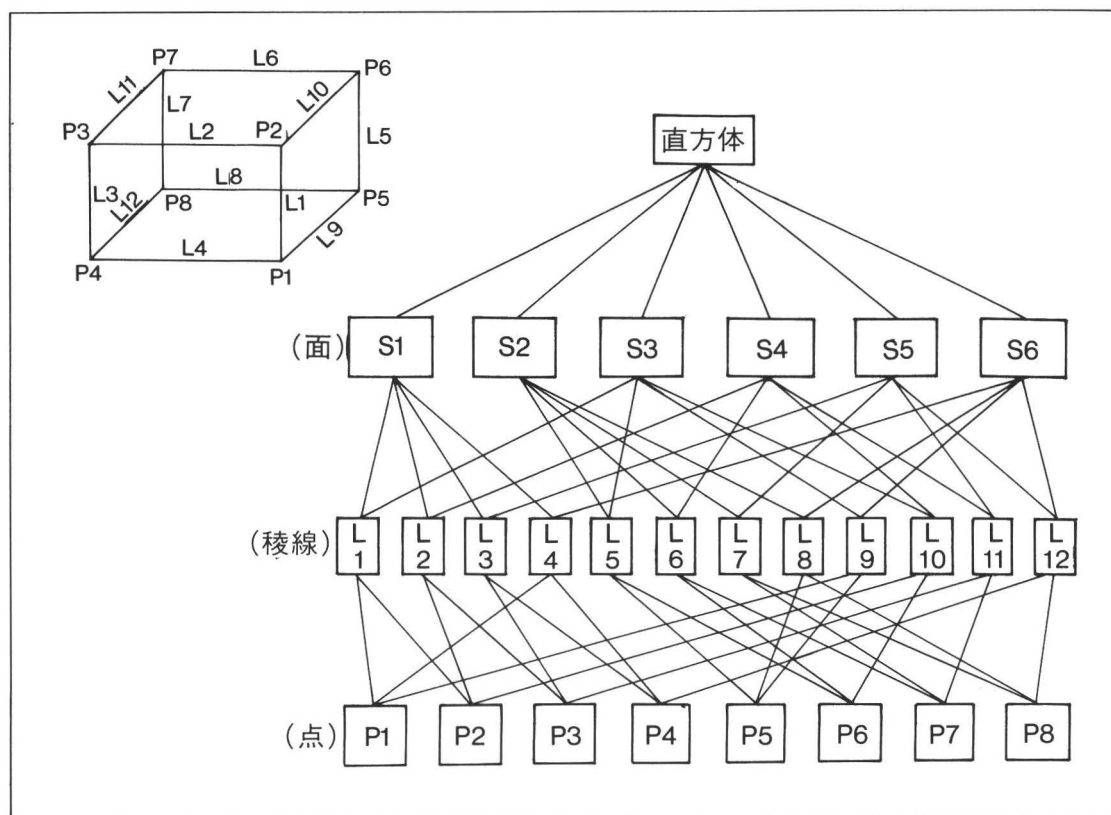 P7 L6 P6
L11 L7 L10
P3 L2 P2 L5
L3 L12 L8 P8 L1 P5
L9
P4 L4 P1
直方体
(面) S1 S2 S3 S4 S5 S6
(稜線) L1 L2 L3 L4 L5 L6 L7 L8 L9 L10 L11 L12
(点) P1 P2 P3 P4 P5 P6 P7 P8